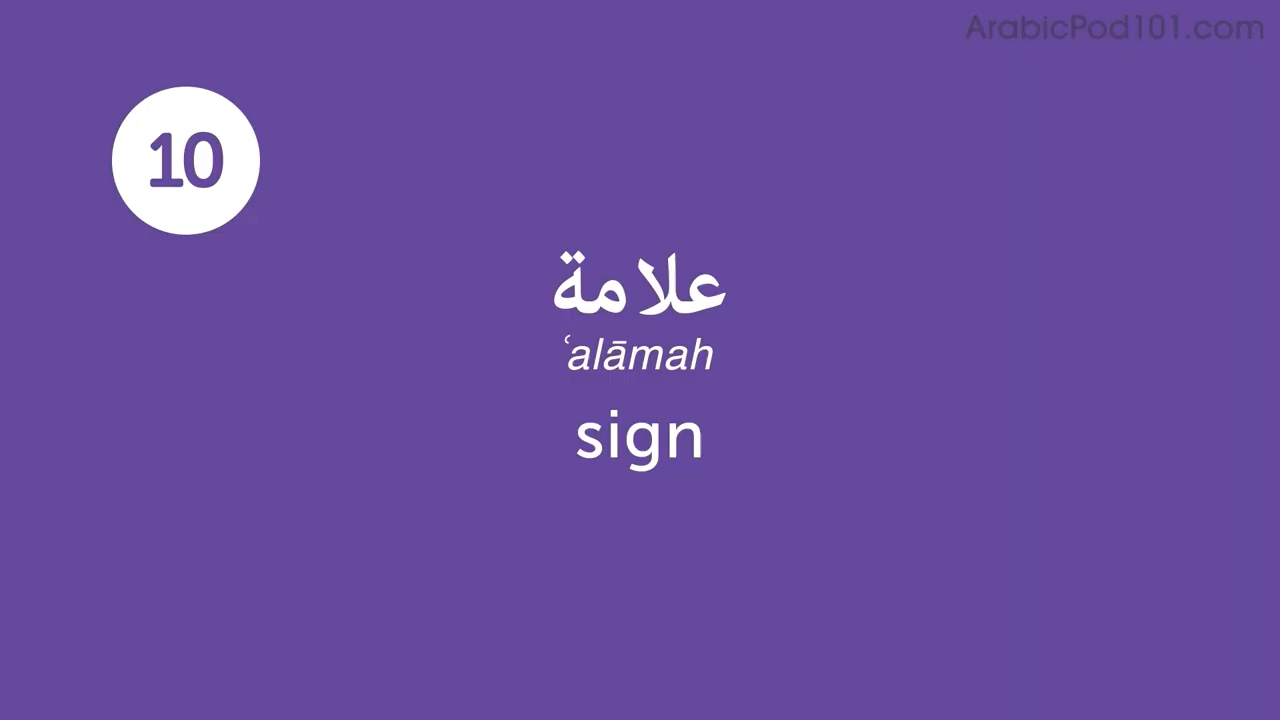 ArabicPod101.com
10
علامة
ʿalāmah
sign